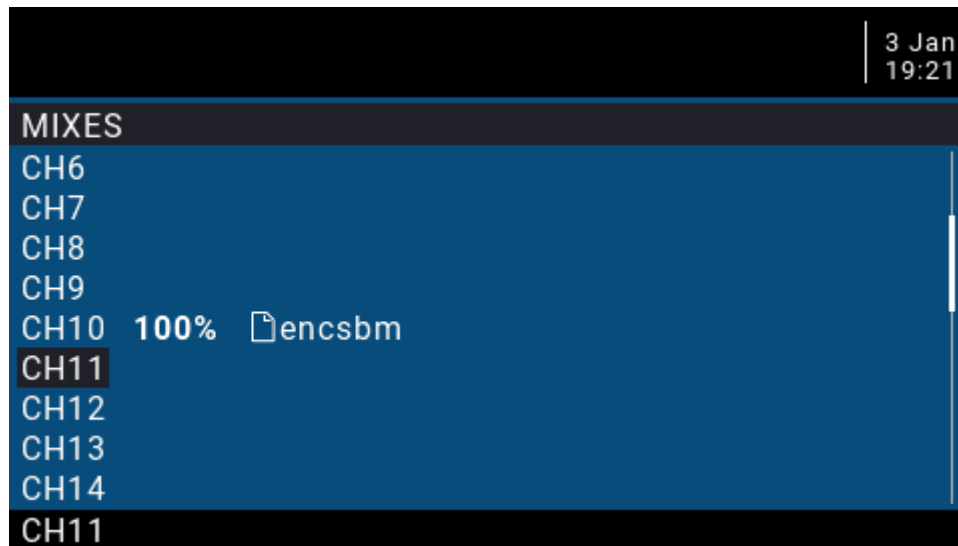 3 Jan
19:21
MIXES
CH6
CH7
CH8
CH9
CH10 100% encsbm
CH11
CH12
CH13
CH14
CH11